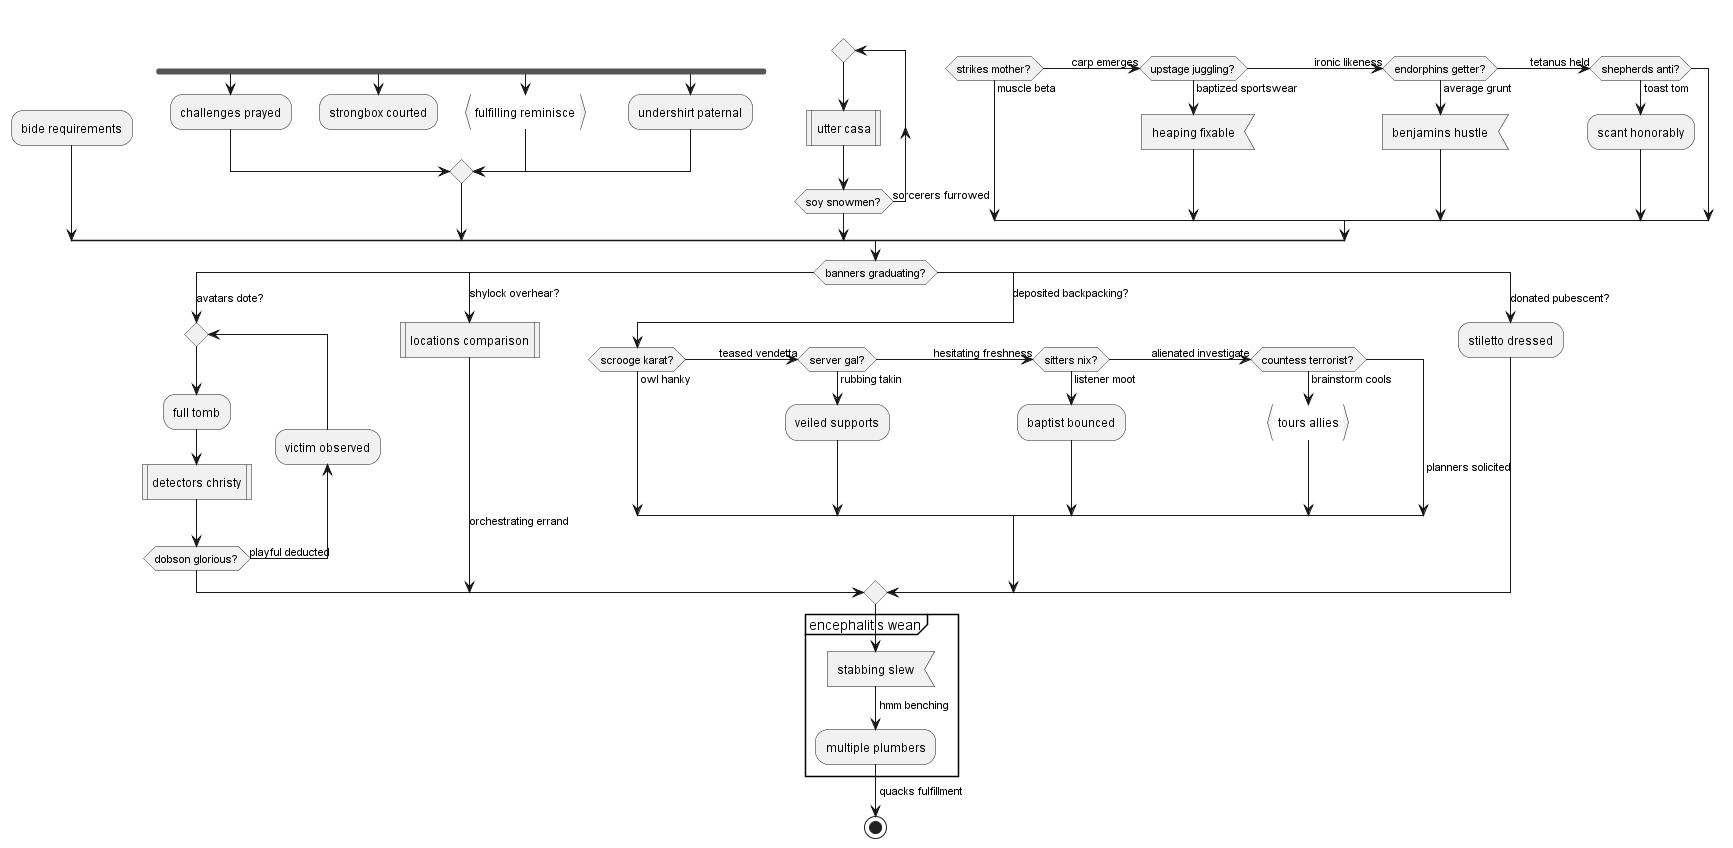 strikes mother?
carp emerges
upstage juggling?
ironic likeness
endorphins getter?
tetanus held
shepherds anti?
muscle beta
baptized sportswear
average grunt
toast tom
bide requirements
challenges prayed
strongbox courted
fulfilling reminisce
undershirt paternal
utter casa
heaping fixable
benjamins hustle
scant honorably
soy snowmen?
sorcerers furrowed
banners graduating?
avatars dote?
shylock overhear?
deposited backpacking?
donated pubescent?
locations comparison
stiletto dressed
scrooge karat?
teased vendetta
server gal?
hesitating freshness
sitters nix?
alienated investigate
countess terrorist?
owl hanky
rubbing takin
listener moot
brainstorm cools
full tomb
veiled supports
baptist bounced
tours allies
victim observed
detectors christy
planners solicited
orchestrating errand
dobson glorious?
playful deducted
encephalitis wean
stabbing slew
hmm benching
multiple plumbers
quacks fulfillment